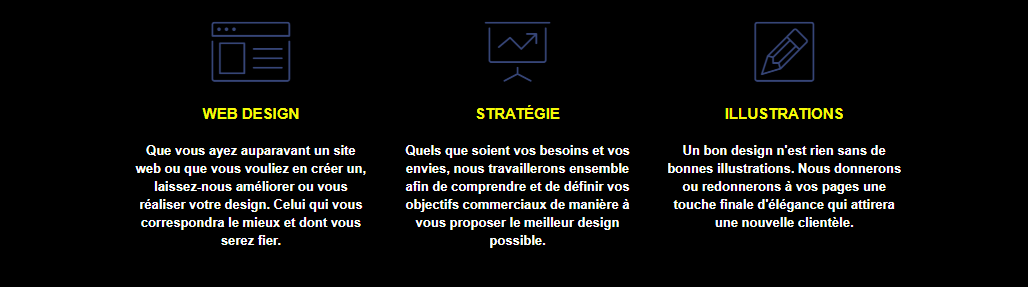 WEB DESIGN
Que vous ayez auparavant un site
web ou que vous vouliez en créer un,
laissez-nous améliorer ou vous
réaliser votre design. Celui qui vous
correspondra le mieux et dont vous
serez fier.
STRATÉGIE
Quels que soient vos besoins et vos
envies, nous travaillerons ensemble
afin de comprendre et de définir vos
objectifs commerciaux de manière à
vous proposer le meilleur design
possible.
ILLUSTRATIONS
Un bon design n'est rien sans de
bonnes illustrations. Nous donnerons
ou redonnerons à vos pages une
touche finale d'élégance qui attirera
une nouvelle clientèle.